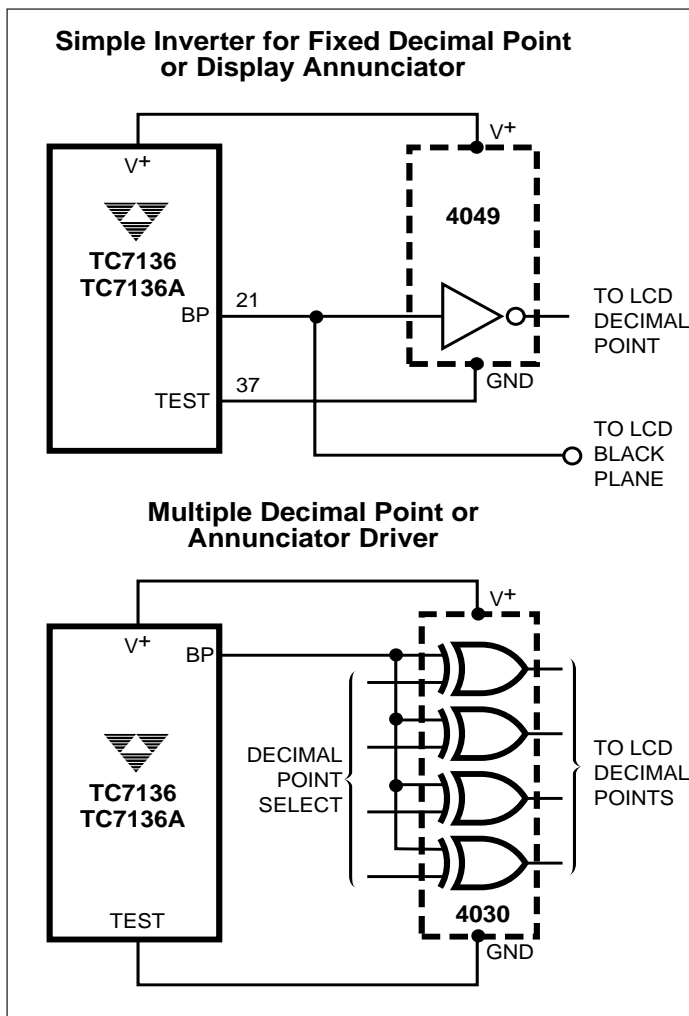 Simple Inverter for Fixed Decimal Point
or Display Annunciator
V+
V+
4049
TC7136
TC7136A
BP
21
TO LCD
DECIMAL
POINT
TEST
37
GND
TO LCD
BLACK
PLANE
Multiple Decimal Point or
Annunciator Driver
V+
V+
BP
DECIMAL
POINT
SELECT
TO LCD
DECIMAL
POINTS
TC7136
TC7136A
TEST
4030
GND